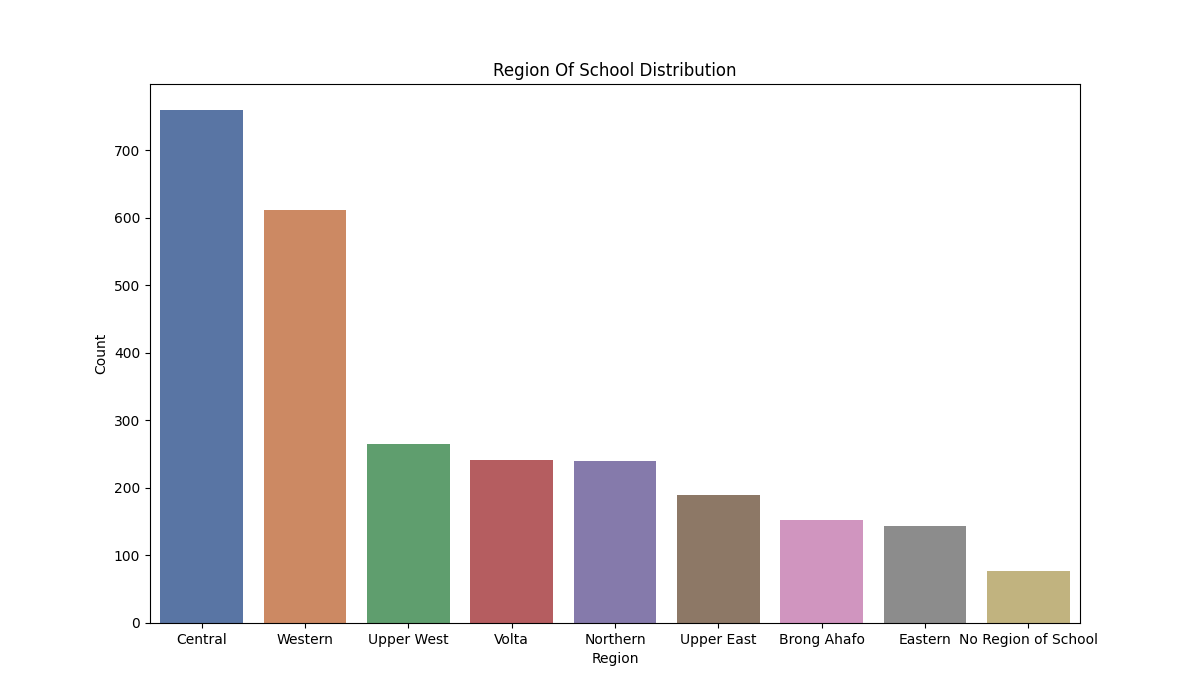 Region Of School Distribution
Count
700
600
500
400
300
200
100
0
Central Western Upper West Volta Northern Upper East Brong Ahafo Eastern No Region of School
Region